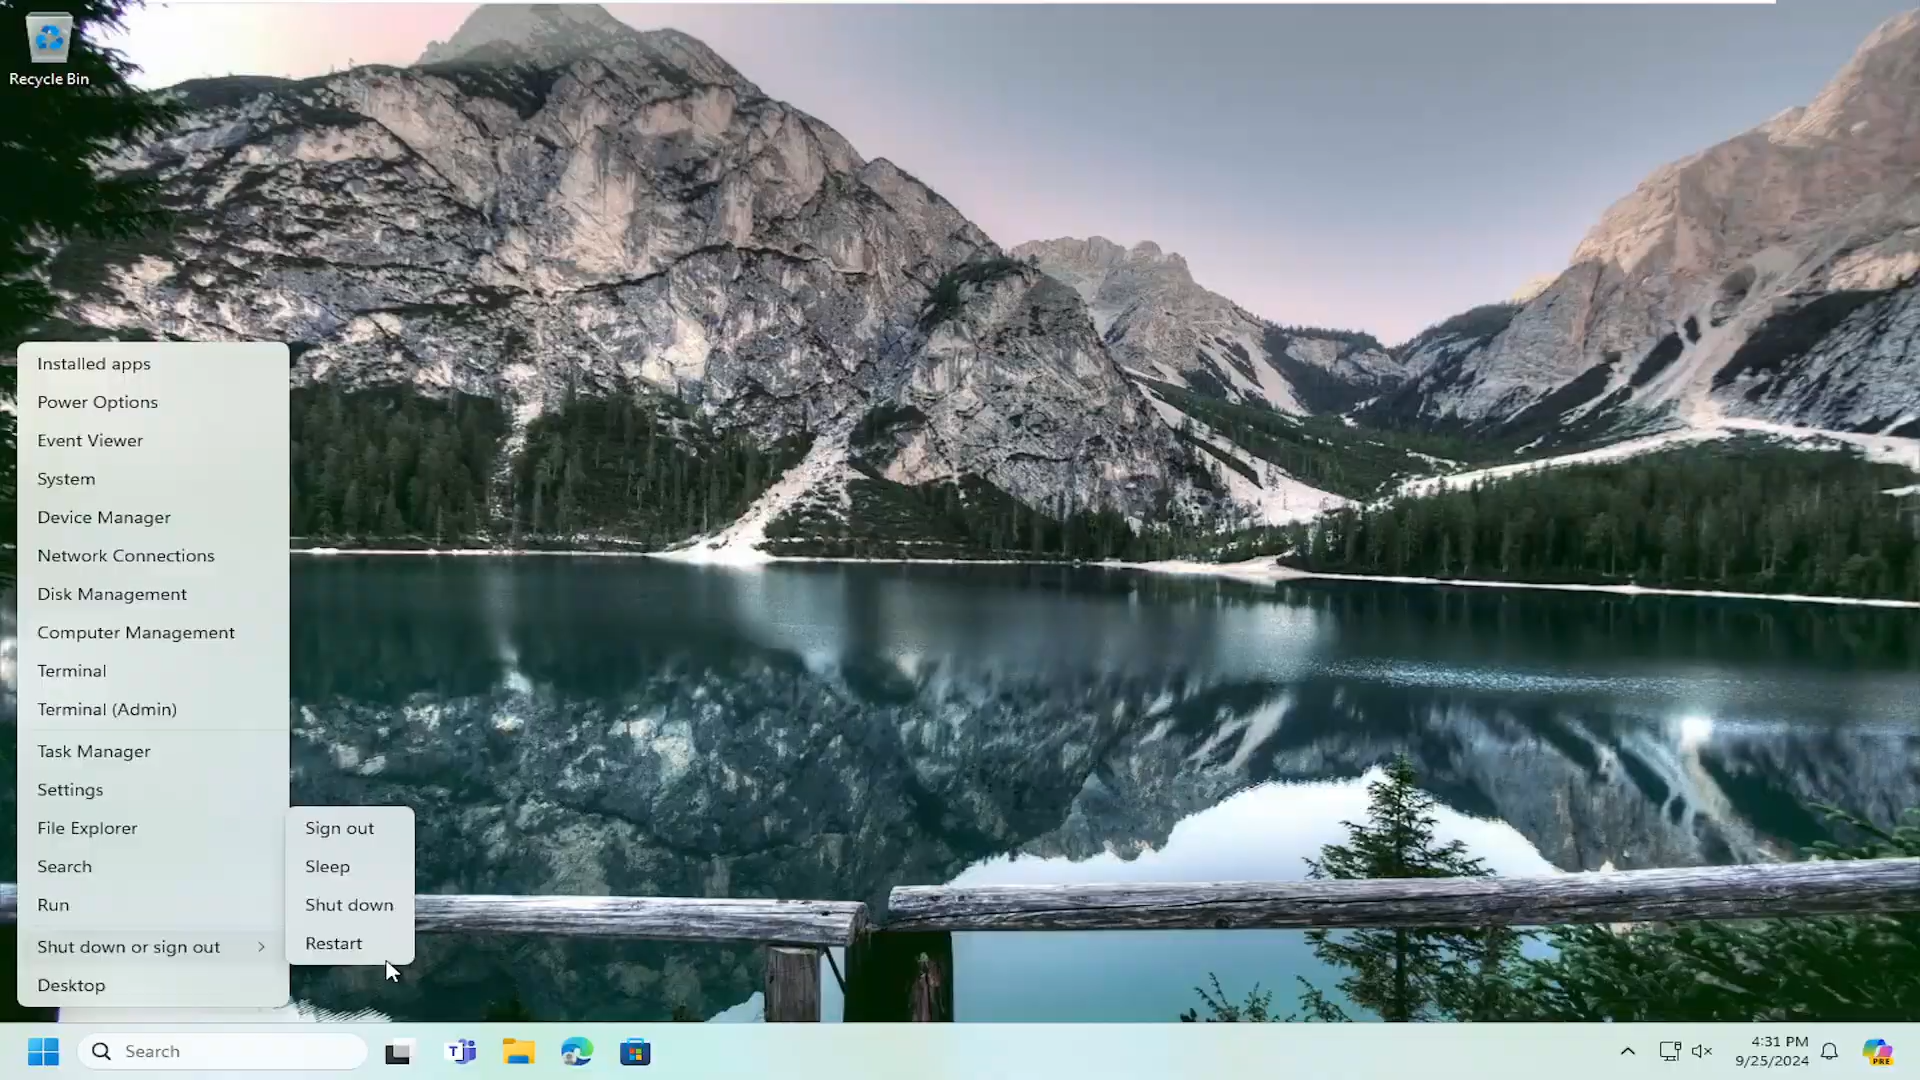 Recycle Bin
Installed apps
Power Options
Event Viewer
System
Device Manager
Network Connections
Disk Management
Computer Management
Terminal
Terminal (Admin)
Task Manager
Settings
File Explorer
Search
Run
Shut down or sign out
Desktop
Sign out
Sleep
Shut down
Restart
Search
T
4:31 PM
9/25/2024
PRE